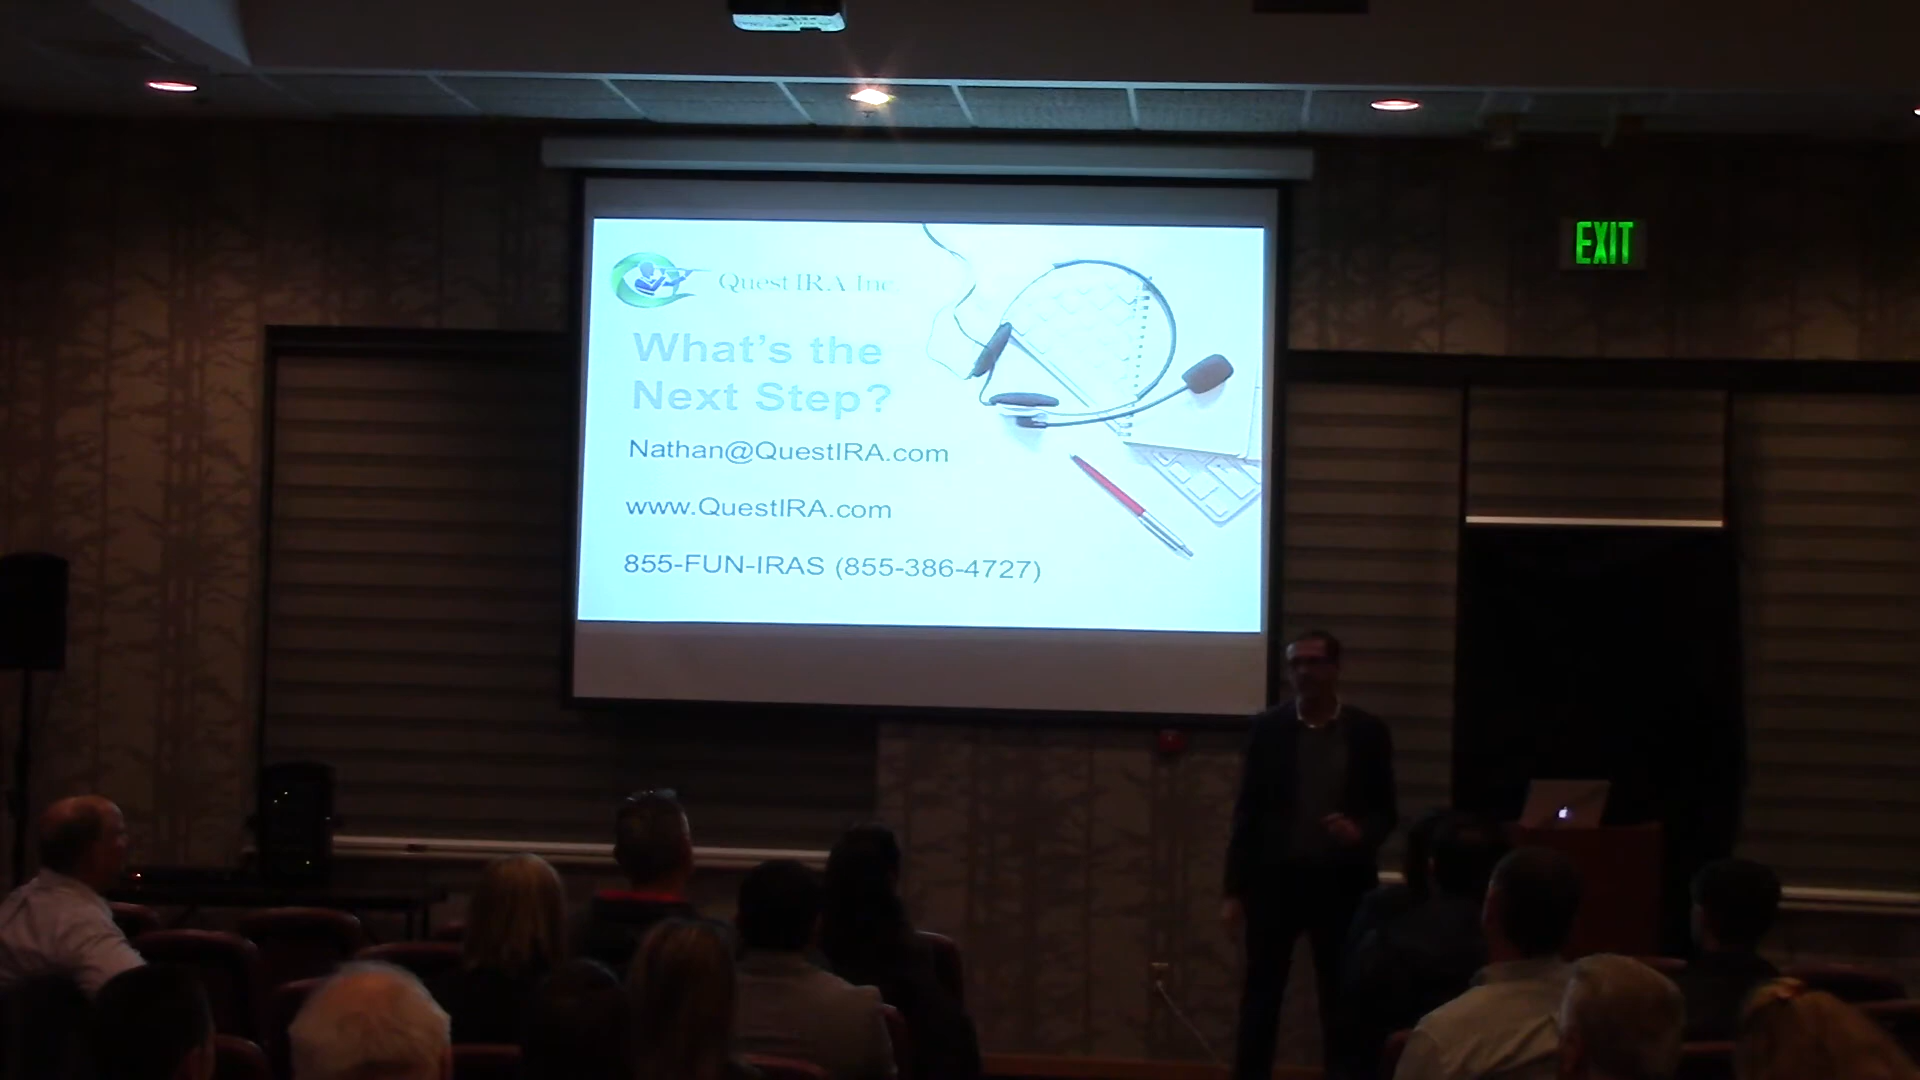 EXIT
Quest IRA Inc.
What's the
Next Step?
Nathan@QuestIRA.com
www.QuestIRA.com
855-FUN-IRAS (855-386-4727)